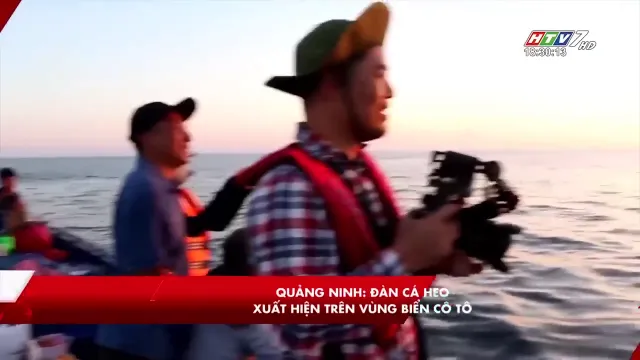 HTV7 HD
18:30:13
QUẢNG NINH: ĐÀN CÁ HEO
XUẤT HIỆN TRÊN VÙNG BIỂN CÔ TÔ